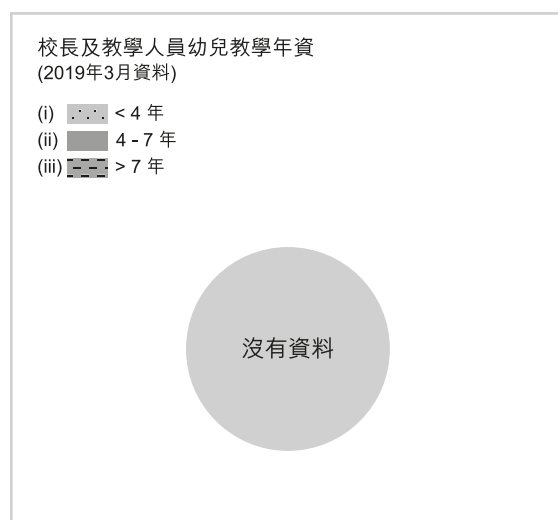 校長及教學人員幼兒教學年資
(2019年3月資料)
(i) < 4 年
(ii) 4 - 7 年
(iii) > 7 年
沒有資料